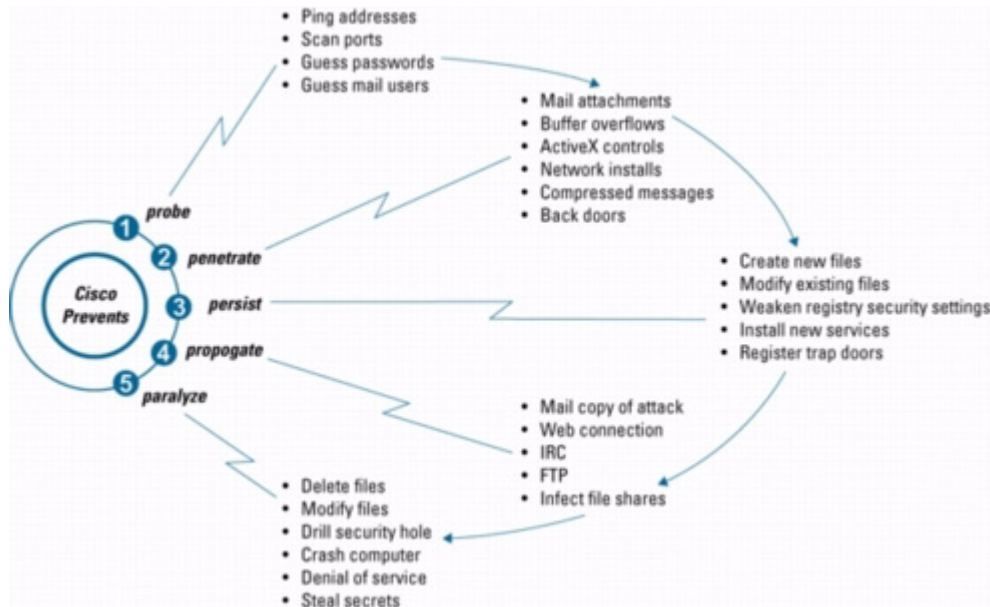 • Ping addresses
• Scan ports
• Guess passwords
• Guess mail users
• Mail attachments
• Buffer overflows
• ActiveX controls
• Network installs
• Compressed messages
• Back doors
1 probe
2 penetrate
Cisco
Prevents
3 persist
4 propogate
5 paralyze
• Create new files
• Modify existing files
• Weaken registry security settings
• Install new services
• Register trap doors
• Mail copy of attack
• Web connection
• IRC
• FTP
• Infect file shares
• Delete files
• Modify files
• Drill security hole
• Crash computer
• Denial of service
• Steal secrets